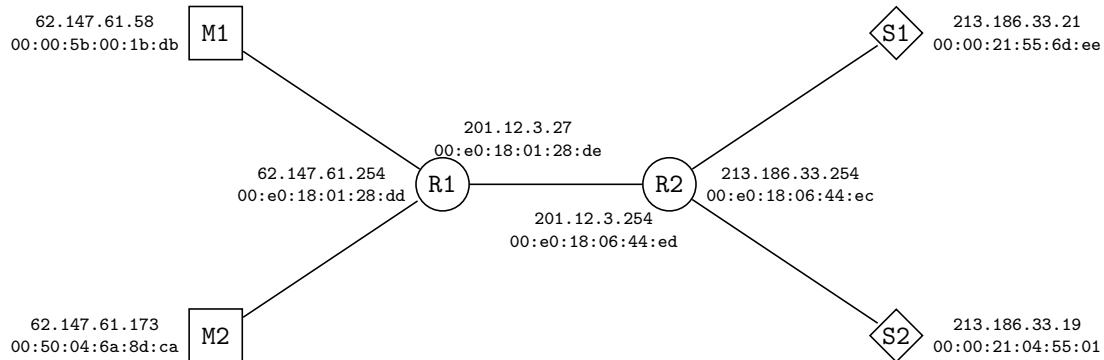 62.147.61.58
00:00:5b:00:1b:db
M1
S1
213.186.33.21
00:00:21:55:6d:ee
201.12.3.27
00:e0:18:01:28:de
62.147.61.254
00:e0:18:01:28:dd
R1
R2
213.186.33.254
00:e0:18:06:44:ec
201.12.3.254
00:e0:18:06:44:ed
62.147.61.173
00:50:04:6a:8d:ca
M2
S2
213.186.33.19
00:00:21:04:55:01